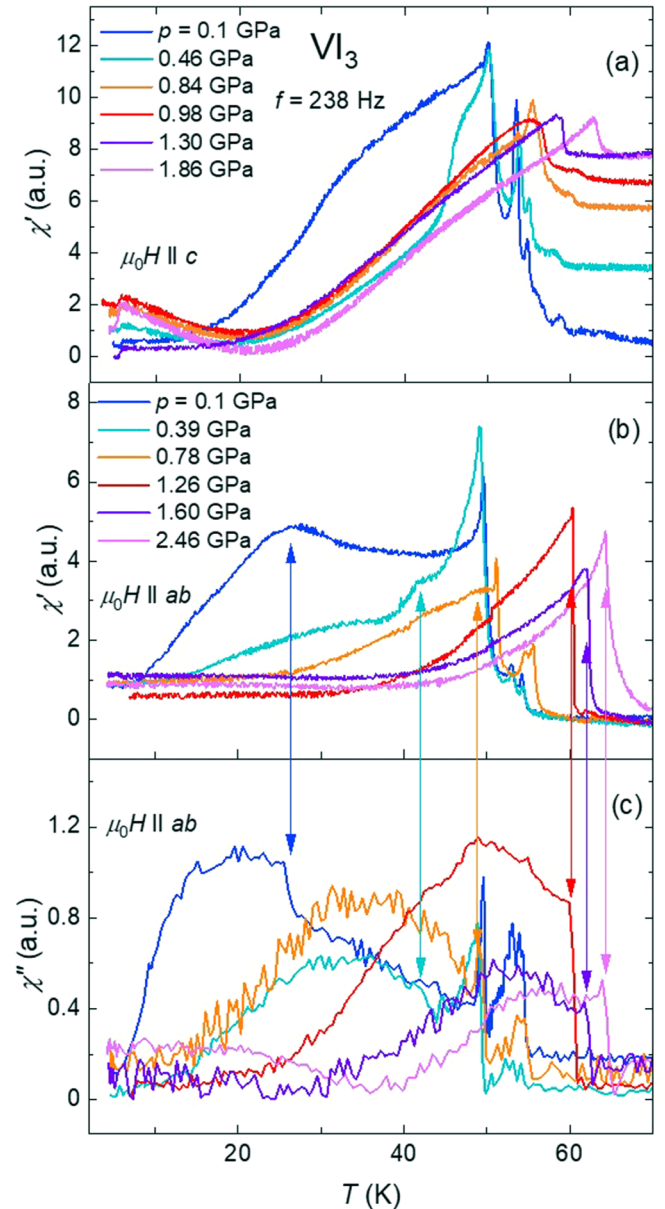 VI₃
(a)
p = 0.1 GPa
0.46 GPa
0.84 GPa
0.98 GPa
1.30 GPa
1.86 GPa
f = 238 Hz
μ₀H ll c
χ′ (a.u.)
12
10
8
6
4
2
0
(b)
p = 0.1 GPa
0.39 GPa
0.78 GPa
1.26 GPa
1.60 GPa
2.46 GPa
μ₀H ll ab
χ′ (a.u.)
8
6
4
2
0
(c)
μ₀H ll ab
χ″ (a.u.)
1.2
0.8
0.4
0
20 40 60
T (K)